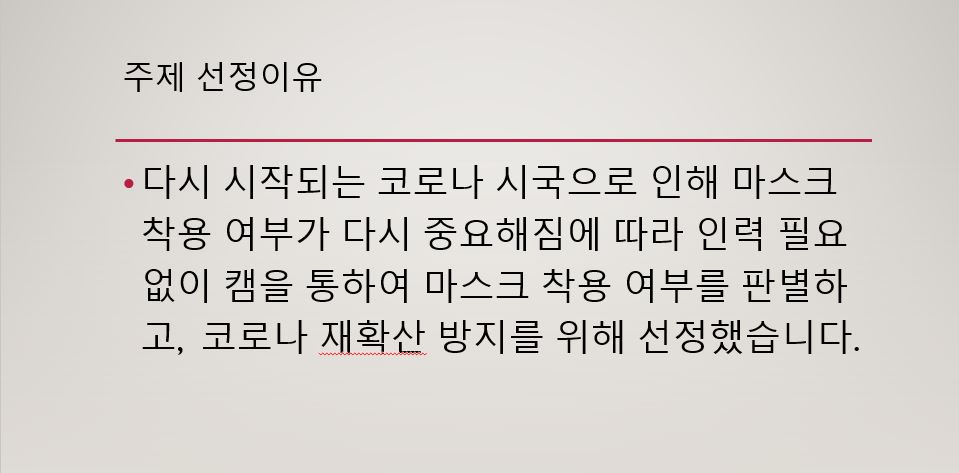 주제 선정이유
•다시 시작되는 코로나 시국으로 인해 마스크
착용 여부가 다시 중요해짐에 따라 인력 필요
없이 캠을 통하여 마스크 착용 여부를 판별하
고, 코로나 재확산 방지를 위해 선정했습니다.